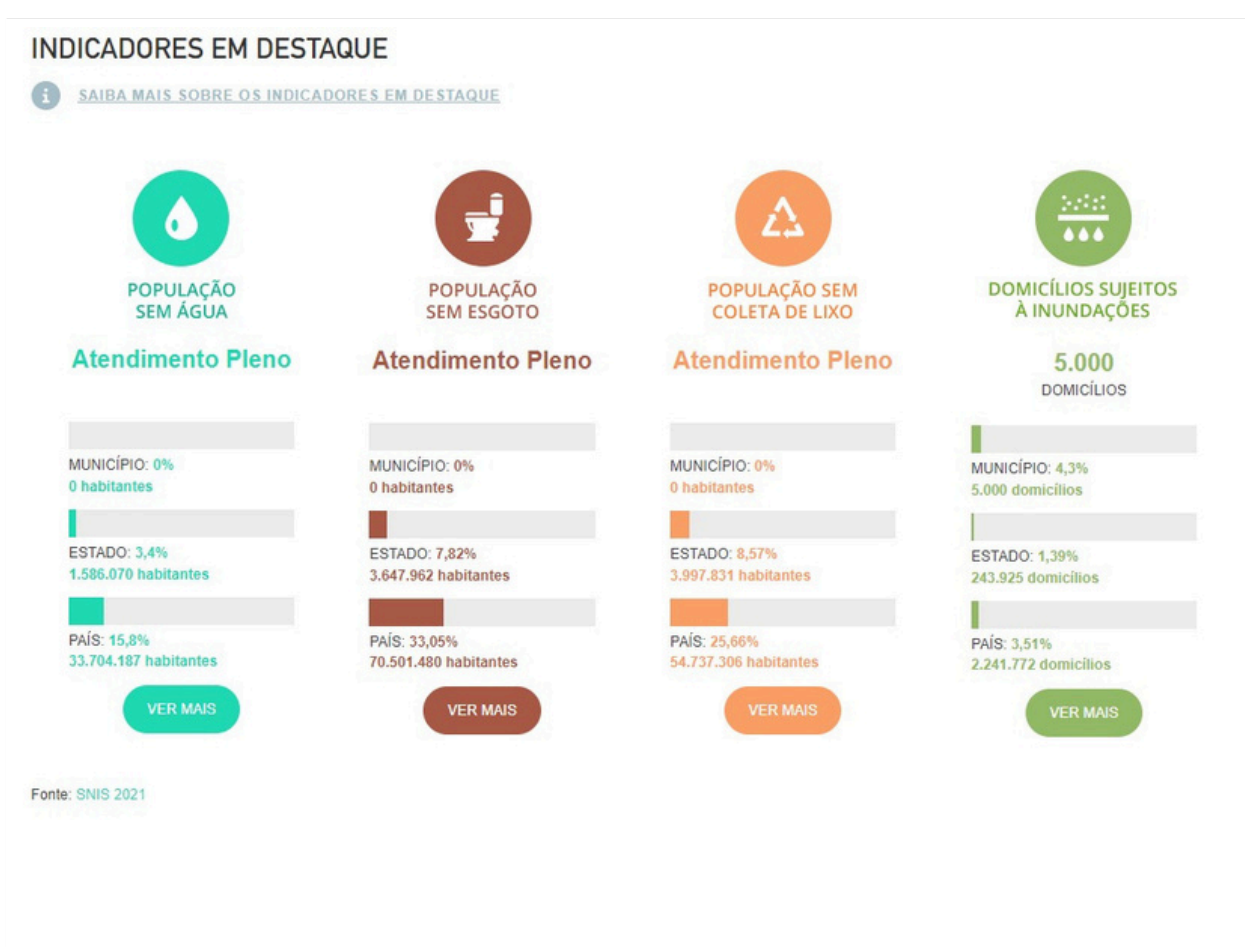 INDICADORES EM DESTAQUE
i SAIBA MAIS SOBRE OS INDICADORES EM DESTAQUE
POPULAÇÃO
SEM ÁGUA
Atendimento Pleno
MUNICÍPIO: 0%
0 habitantes
ESTADO: 3,4%
1.586.070 habitantes
PAÍS: 15,8%
33.704.187 habitantes
VER MAIS
POPULAÇÃO
SEM ESGOTO
Atendimento Pleno
MUNICÍPIO: 0%
0 habitantes
ESTADO: 7,82%
3.647.962 habitantes
PAÍS: 33,05%
70.501.480 habitantes
VER MAIS
POPULAÇÃO SEM
COLETA DE LIXO
Atendimento Pleno
MUNICÍPIO: 0%
0 habitantes
ESTADO: 8,57%
3.997.831 habitantes
PAÍS: 25,66%
54.737.306 habitantes
VER MAIS
DOMICÍLIOS SUJEITOS
À INUNDAÇÕES
5.000
DOMICÍLIOS
MUNICÍPIO: 4,3%
5.000 domicílios
ESTADO: 1,39%
243.925 domicílios
PAÍS: 3,51%
2.241.772 domicílios
VER MAIS
Fonte: SNIS 2021